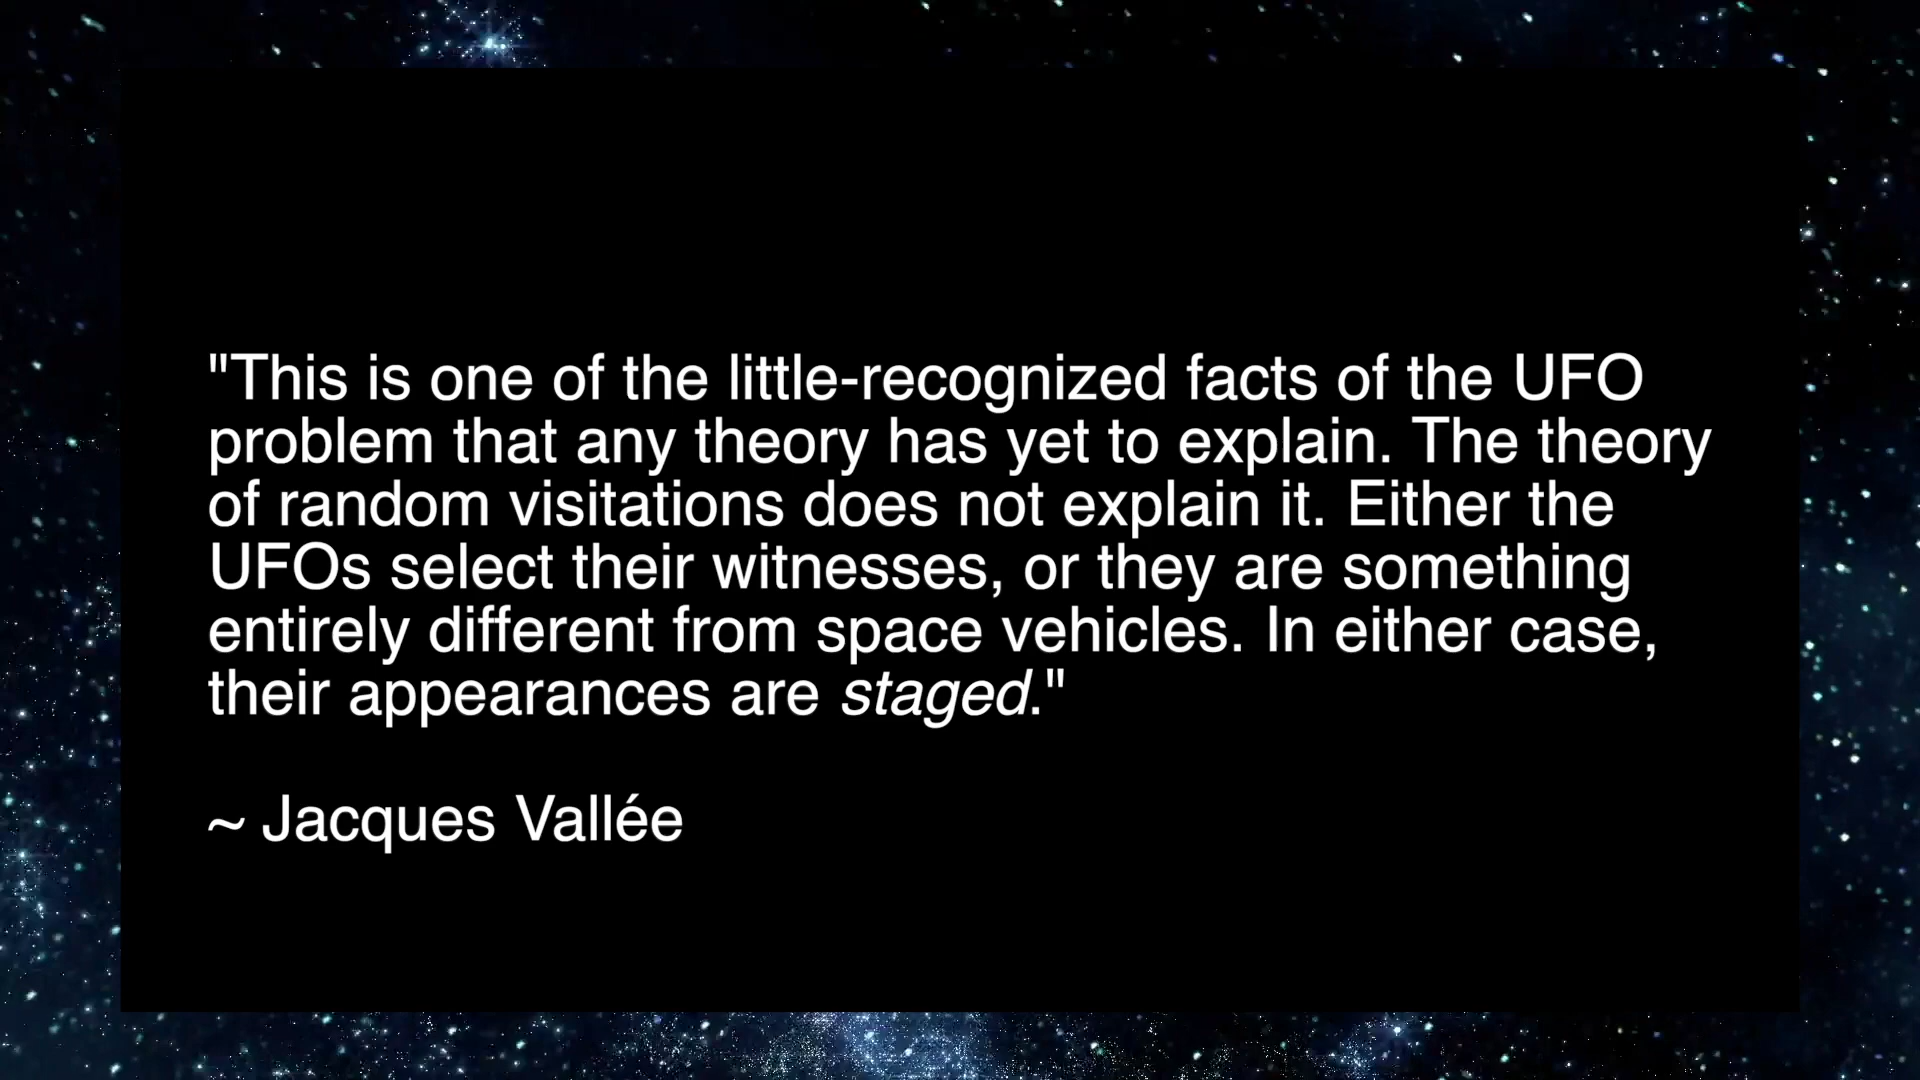 "This is one of the little-recognized facts of the UFO
problem that any theory has yet to explain. The theory
of random visitations does not explain it. Either the
UFOs select their witnesses, or they are something
entirely different from space vehicles. In either case,
their appearances are staged."
~ Jacques Vallée